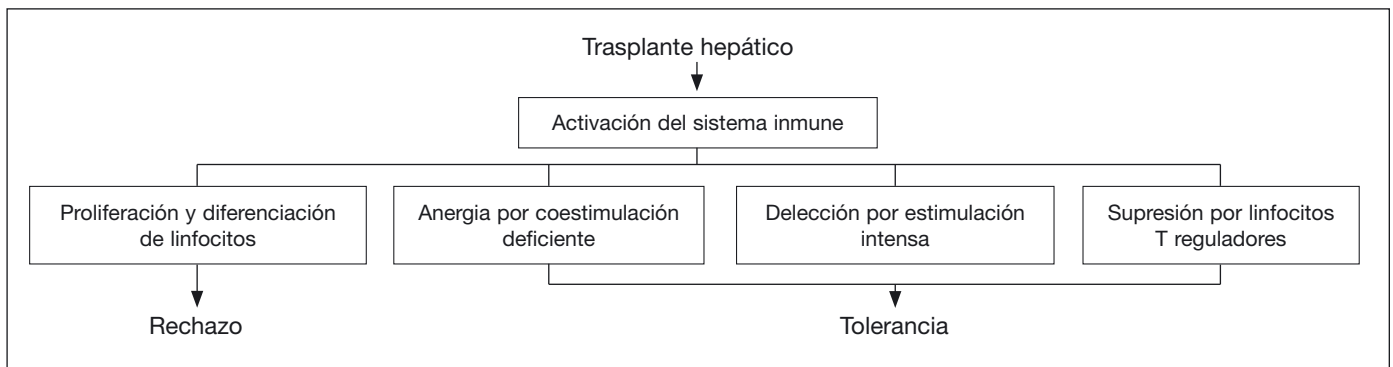 Trasplante hepático
Activación del sistema inmune
Proliferación y diferenciación
de linfocitos
Anergia por coestimulación
deficiente
Delección por estimulación
intensa
Supresión por linfocitos
T reguladores
Rechazo
Tolerancia